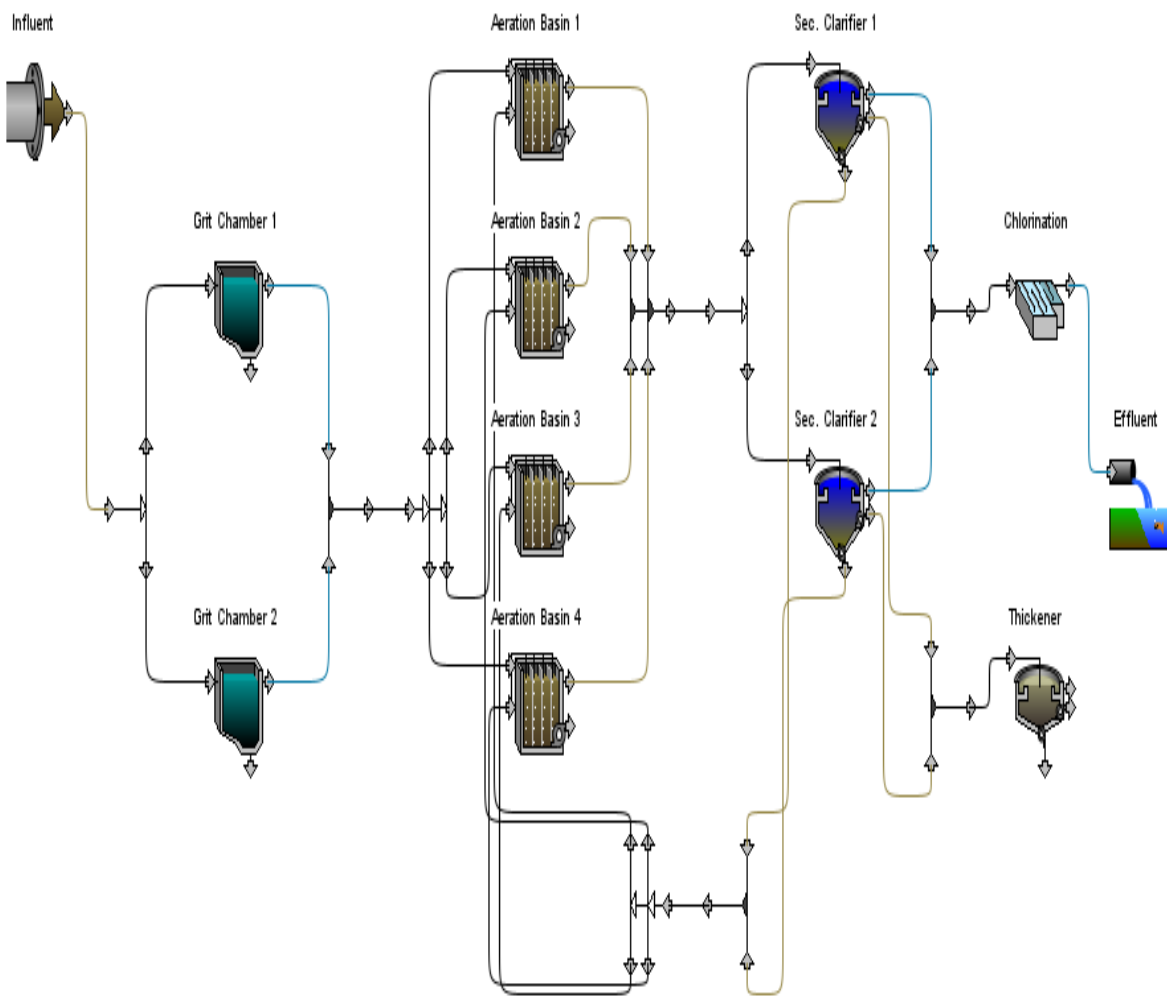 Influent
Aeration Basin 1
Sec. Clarifier 1
Grit Chamber 1
Aeration Basin 2
Chlorination
Aeration Basin 3
Sec. Clarifier 2
Effluent
Grit Chamber 2
Aeration Basin 4
Thickener